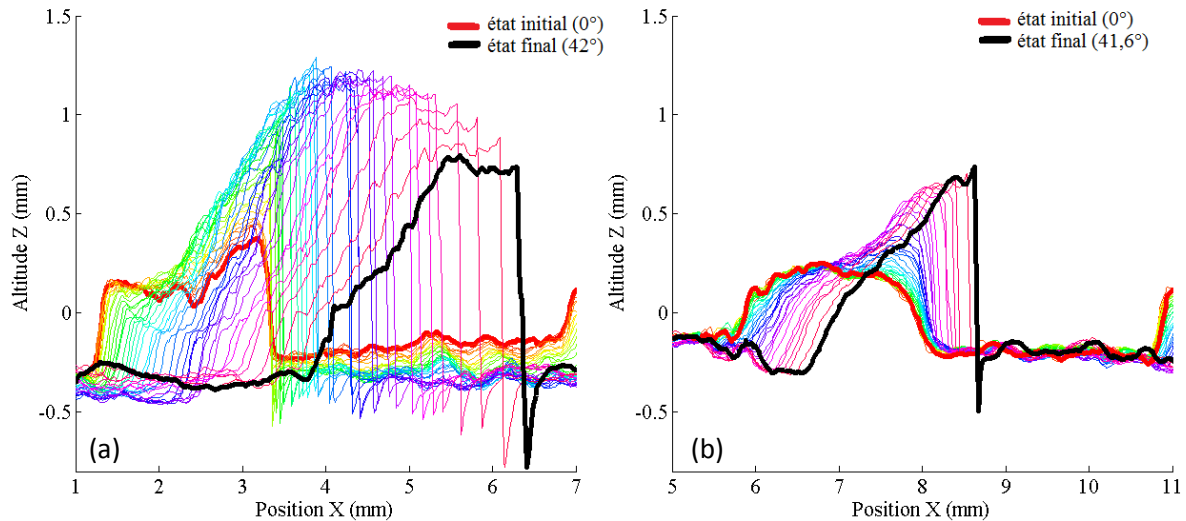 1.5
1
0.5
0
-0.5
Altitude Z (mm)
état initial (0°)
état final (42°)
(a)
1 2 3 4 5 6 7
Position X (mm)
1.5
1
0.5
0
-0.5
Altitude Z (mm)
état initial (0°)
état final (41,6°)
(b)
5 6 7 8 9 10 11
Position X (mm)